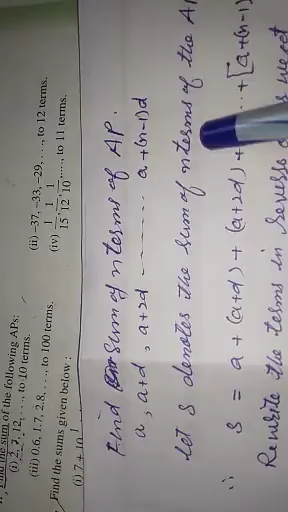 Find the sum of the following APs:
(i) 2, 7, 12, ..., to 10 terms.
(ii) -37, -33, -29, ..., to 12 terms.
(iii) 0.6, 1.7, 2.8, ..., to 100 terms.
(iv) 1/15, 1/12, 1/10, ..., to 11 terms.
Find the sums given below :
(i) 7 + 10 1
Find Sum of n terms of AP.
a, a+d, a+2d ------- a+(n-1)d
Let S denotes the sum of n terms of the A
∴ S = a + (a+d) + (a+2d) + ... + [a+(n-1)
Rewrite the terms in reverse